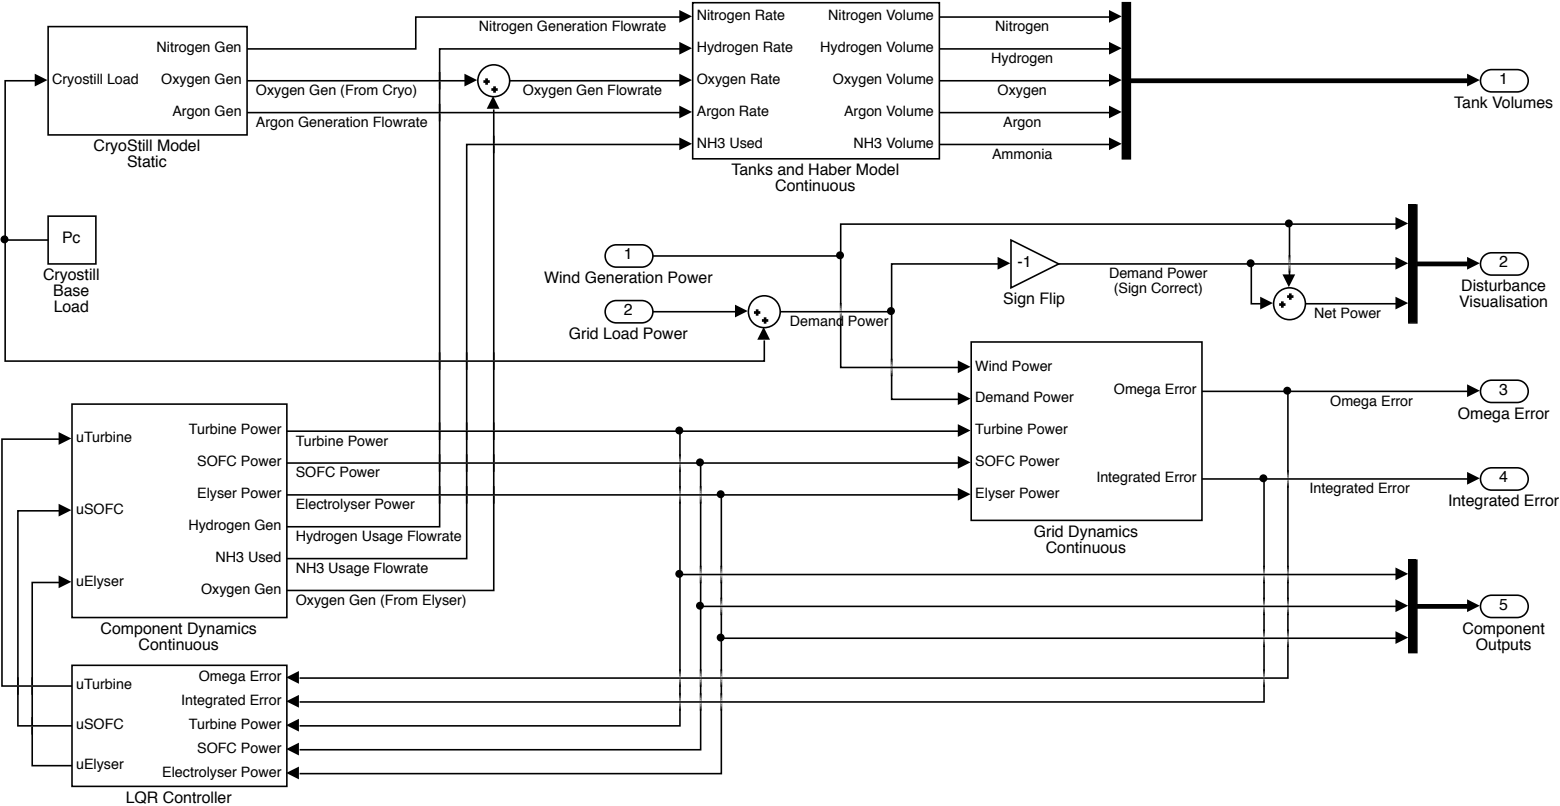 Nitrogen Gen
Cryostill Load
Oxygen Gen
Argon Gen
CryoStill Model
Static
Nitrogen Generation Flowrate
Oxygen Gen (From Cryo)
Argon Generation Flowrate
Oxygen Gen Flowrate
Nitrogen Rate
Hydrogen Rate
Oxygen Rate
Argon Rate
NH3 Used
Nitrogen Volume
Hydrogen Volume
Oxygen Volume
Argon Volume
NH3 Volume
Tanks and Haber Model
Continuous
Nitrogen
Hydrogen
Oxygen
Argon
Ammonia
1
Tank Volumes
Pc
Cryostill
Base
Load
1
Wind Generation Power
2
Grid Load Power
Demand Power
-1
Sign Flip
Demand Power
(Sign Correct)
Net Power
2
Disturbance
Visualisation
Wind Power
Demand Power
Turbine Power
SOFC Power
Elyser Power
Omega Error
Integrated Error
Grid Dynamics
Continuous
Omega Error
3
Omega Error
Integrated Error
4
Integrated Error
uTurbine
uSOFC
uElyser
Turbine Power
SOFC Power
Elyser Power
Hydrogen Gen
NH3 Used
Oxygen Gen
Component Dynamics
Continuous
Turbine Power
SOFC Power
Electrolyser Power
Hydrogen Usage Flowrate
NH3 Usage Flowrate
Oxygen Gen (From Elyser)
5
Component
Outputs
uTurbine
uSOFC
uElyser
Omega Error
Integrated Error
Turbine Power
SOFC Power
Electrolyser Power
LQR Controller